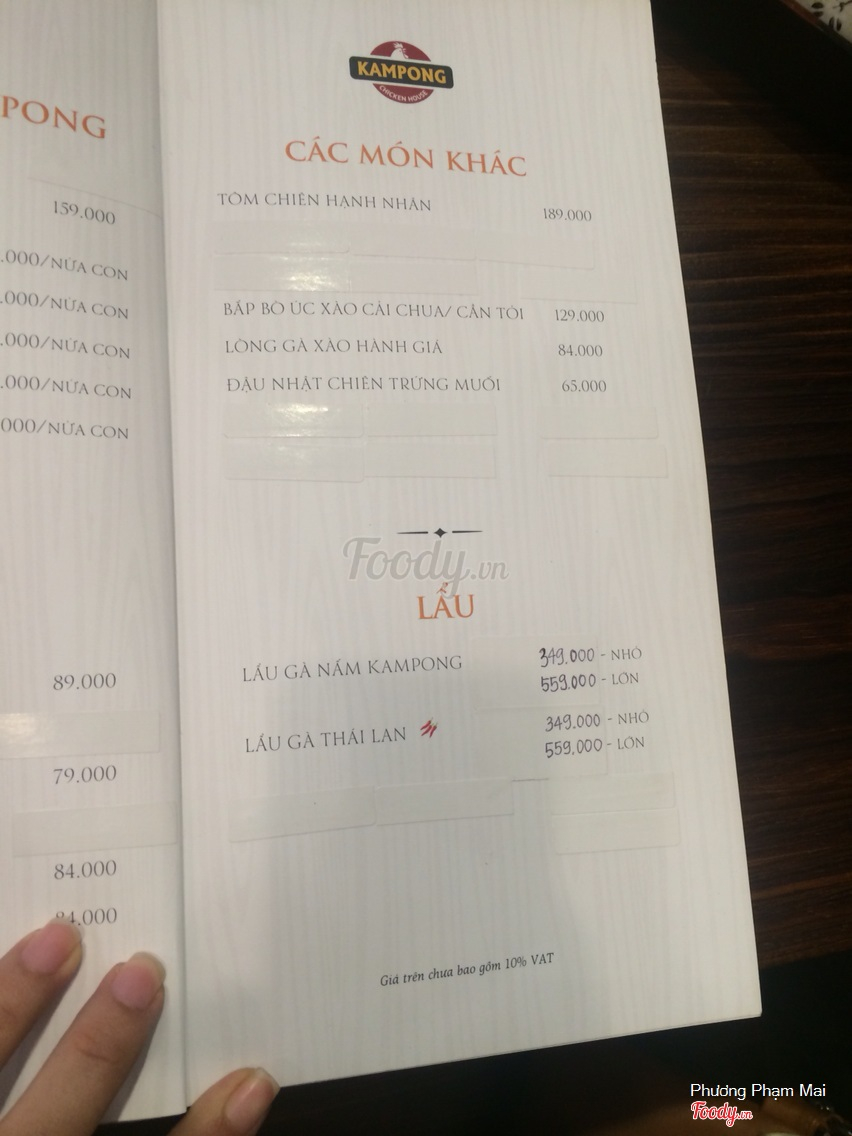 PONG
159.000
.000/NỬA CON
.000/NỬA CON
.000/NỬA CON
.000/NỬA CON
000/NỬA CON
89.000
79.000
84.000
84.000
KAMPONG
CHICKEN HOUSE
CÁC MÓN KHÁC
TÔM CHIÊN HẠNH NHÂN 189.000
BẮP BÒ ÚC XÀO CẢI CHUA/ CẦN TỎI 129.000
LÒNG GÀ XÀO HÀNH GIÁ 84.000
ĐẬU NHẬT CHIÊN TRỨNG MUỐI 65.000
Foody.vn
LẨU
LẨU GÀ NẤM KAMPONG 349.000 - NHỎ
559.000 - LỚN
LẨU GÀ THÁI LAN 349.000 - NHỎ
559.000 - LỚN
Giá trên chưa bao gồm 10% VAT
Phương Phạm Mai
Foody.vn